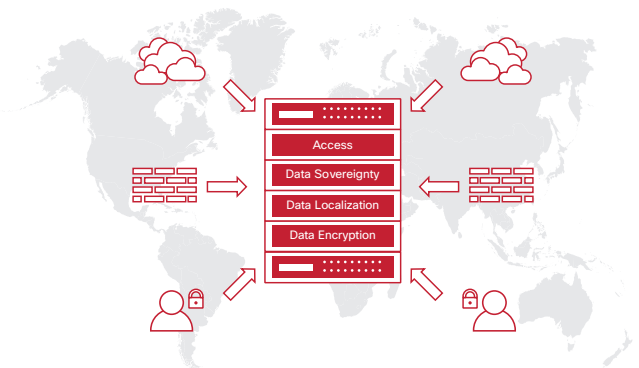 Access
Data Sovereignty
Data Localization
Data Encryption